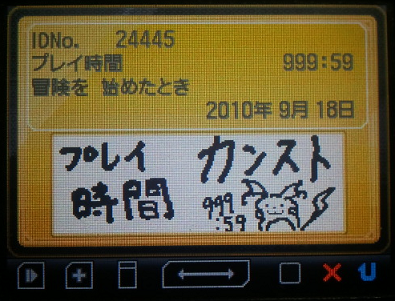 IDNo. 24445
プレイ時間 999:59
冒険を 始めたとき
2010年 9月 18日
プレイ カンスト
時間 999
:59